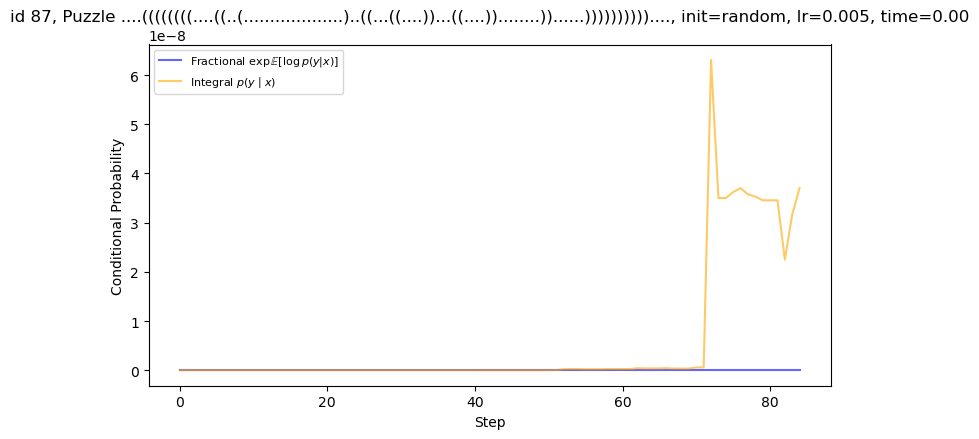 id 87, Puzzle ....((((((((....((..(...................)..((...((....))...((....))........))......))))))))))...., init=random, lr=0.005, time=0.00
1e−8
Fractional exp𝔼[log p(y|x)]
Integral p(y | x)
6
5
4
3
2
1
0
Conditional Probability
0 20 40 60 80
Step